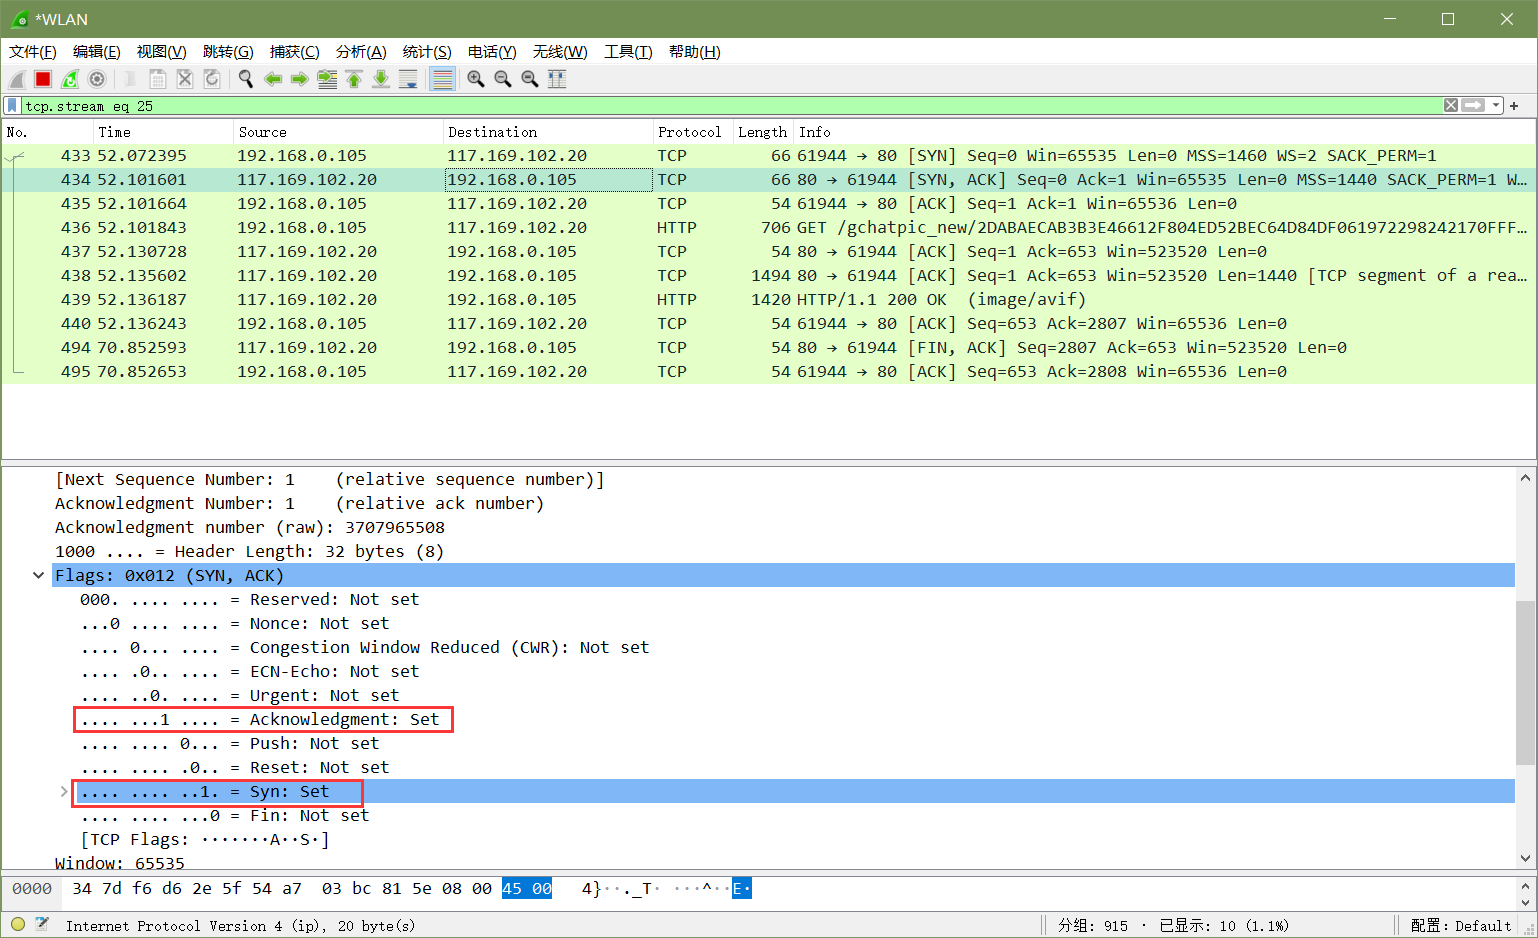 *WLAN
文件(F) 编辑(E) 视图(V) 跳转(G) 捕获(C) 分析(A) 统计(S) 电话(Y) 无线(W) 工具(T) 帮助(H)
tcp.stream eq 25
No. Time Source Destination Protocol Length Info
433 52.072395 192.168.0.105 117.169.102.20 TCP 66 61944 → 80 [SYN] Seq=0 Win=65535 Len=0 MSS=1460 WS=2 SACK_PERM=1
434 52.101601 117.169.102.20 192.168.0.105 TCP 66 80 → 61944 [SYN, ACK] Seq=0 Ack=1 Win=65535 Len=0 MSS=1440 SACK_PERM=1 W…
435 52.101664 192.168.0.105 117.169.102.20 TCP 54 61944 → 80 [ACK] Seq=1 Ack=1 Win=65536 Len=0
436 52.101843 192.168.0.105 117.169.102.20 HTTP 706 GET /gchatpic_new/2DABAECAB3B3E46612F804ED52BEC64D84DF061972298242170FFF…
437 52.130728 117.169.102.20 192.168.0.105 TCP 54 80 → 61944 [ACK] Seq=1 Ack=653 Win=523520 Len=0
438 52.135602 117.169.102.20 192.168.0.105 TCP 1494 80 → 61944 [ACK] Seq=1 Ack=653 Win=523520 Len=1440 [TCP segment of a rea…
439 52.136187 117.169.102.20 192.168.0.105 HTTP 1420 HTTP/1.1 200 OK (image/avif)
440 52.136243 192.168.0.105 117.169.102.20 TCP 54 61944 → 80 [ACK] Seq=653 Ack=2807 Win=65536 Len=0
494 70.852593 117.169.102.20 192.168.0.105 TCP 54 80 → 61944 [FIN, ACK] Seq=2807 Ack=653 Win=523520 Len=0
495 70.852653 192.168.0.105 117.169.102.20 TCP 54 61944 → 80 [ACK] Seq=653 Ack=2808 Win=65536 Len=0
[Next Sequence Number: 1 (relative sequence number)]
Acknowledgment Number: 1 (relative ack number)
Acknowledgment number (raw): 3707965508
1000 .... = Header Length: 32 bytes (8)
Flags: 0x012 (SYN, ACK)
000. .... .... = Reserved: Not set
...0 .... .... = Nonce: Not set
.... 0... .... = Congestion Window Reduced (CWR): Not set
.... .0.. .... = ECN-Echo: Not set
.... ..0. .... = Urgent: Not set
.... ...1 .... = Acknowledgment: Set
.... .... 0... = Push: Not set
.... .... .0.. = Reset: Not set
.... .... ..1. = Syn: Set
.... .... ...0 = Fin: Not set
[TCP Flags: ·······A··S·]
Window: 65535
0000 34 7d f6 d6 2e 5f 54 a7 03 bc 81 5e 08 00 45 00 4}··._T· ···^··E·
Internet Protocol Version 4 (ip), 20 byte(s) 分组: 915 · 已显示: 10 (1.1%) 配置: Default